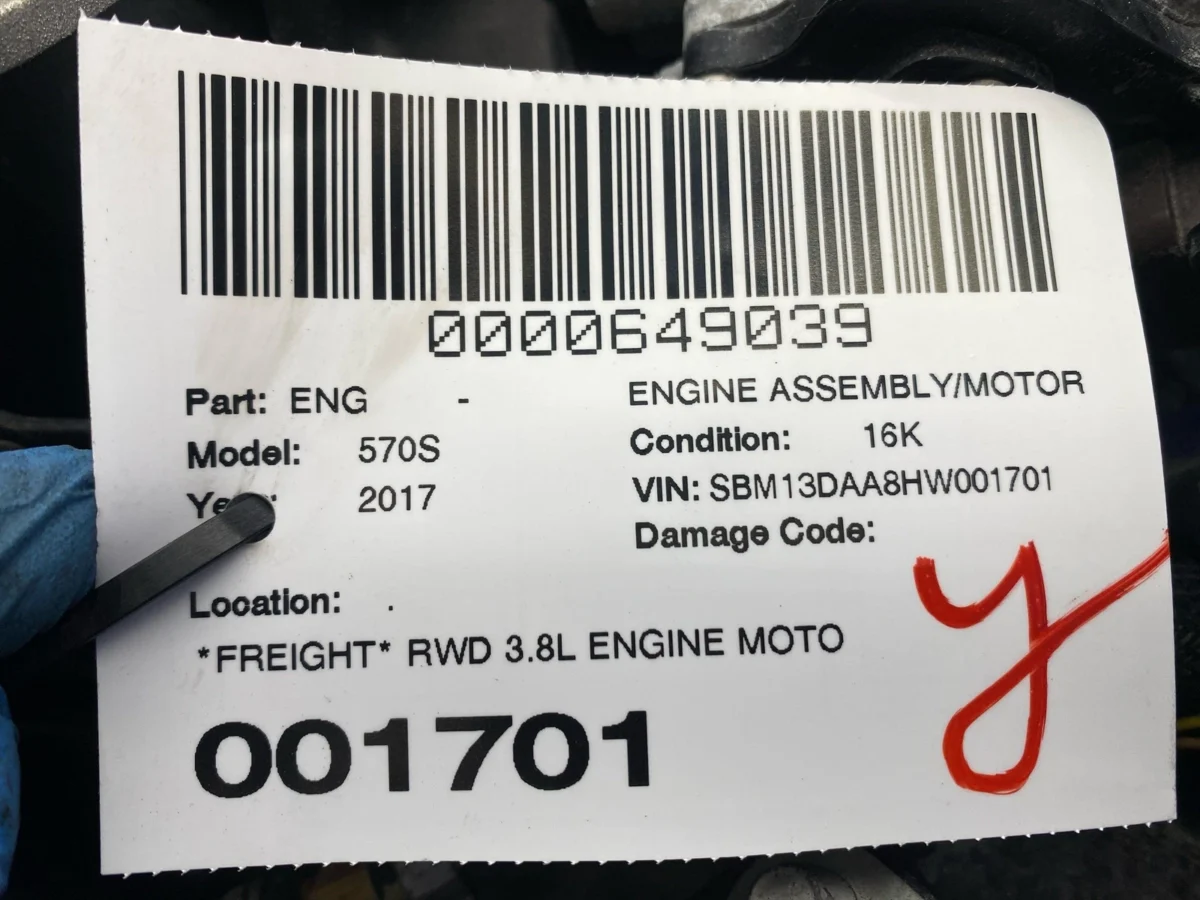 0000649039
Part: ENG - ENGINE ASSEMBLY/MOTOR
Model: 570S Condition: 16K
2017 VIN: SBM13DAA8HW001701
Damage Code:
y
Location: .
*FREIGHT* RWD 3.8L ENGINE MOTO
001701